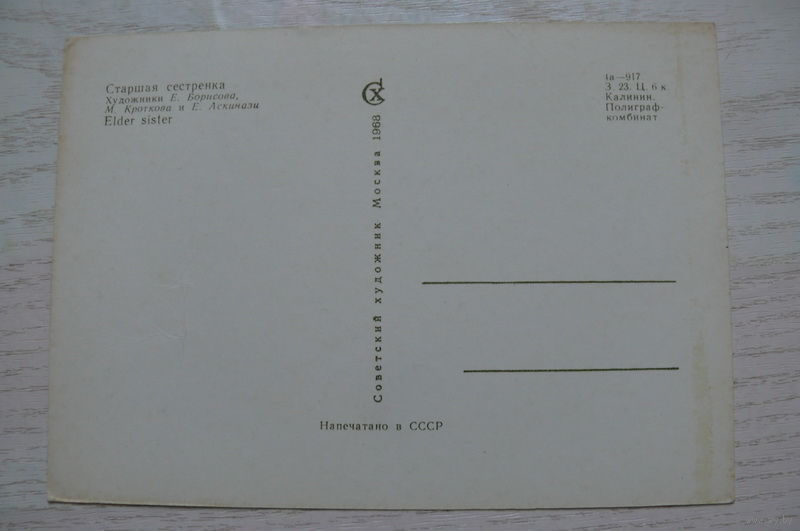 Старшая сестренка
Художники Е. Борисова,
М. Кроткова и Е. Аскинази
Elder sister
СХ
Советский художник Москва 1968
1а—917
З. 23. Ц. 6 к.
Калинин.
Полиграф-
комбинат
Напечатано в СССР